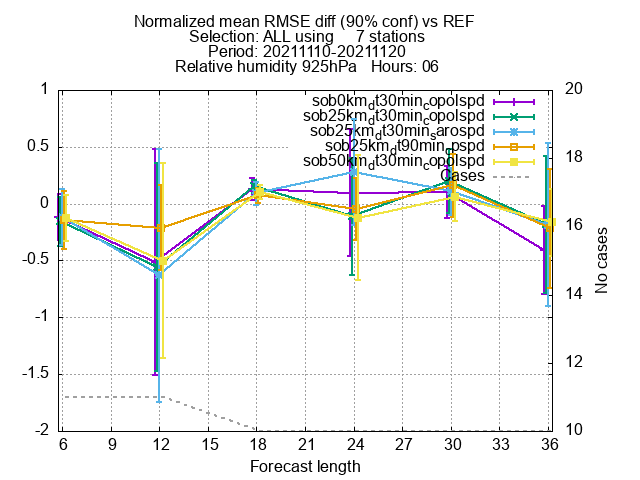 Normalized mean RMSE diff (90% conf) vs REF
Selection: ALL using 7 stations
Period: 20211110-20211120
Relative humidity 925hPa Hours: 06
sob0km_dt30min_copolspd
sob25km_dt30min_copolspd
sob25km_dt30min_sarospd
sob25km_dt90min_cpspd
sob50km_dt30min_copolspd
Cases
1
0.5
0
-0.5
-1
-1.5
-2
20
18
16
14
12
10
No cases
6 9 12 15 18 21 24 27 30 33 36
Forecast length